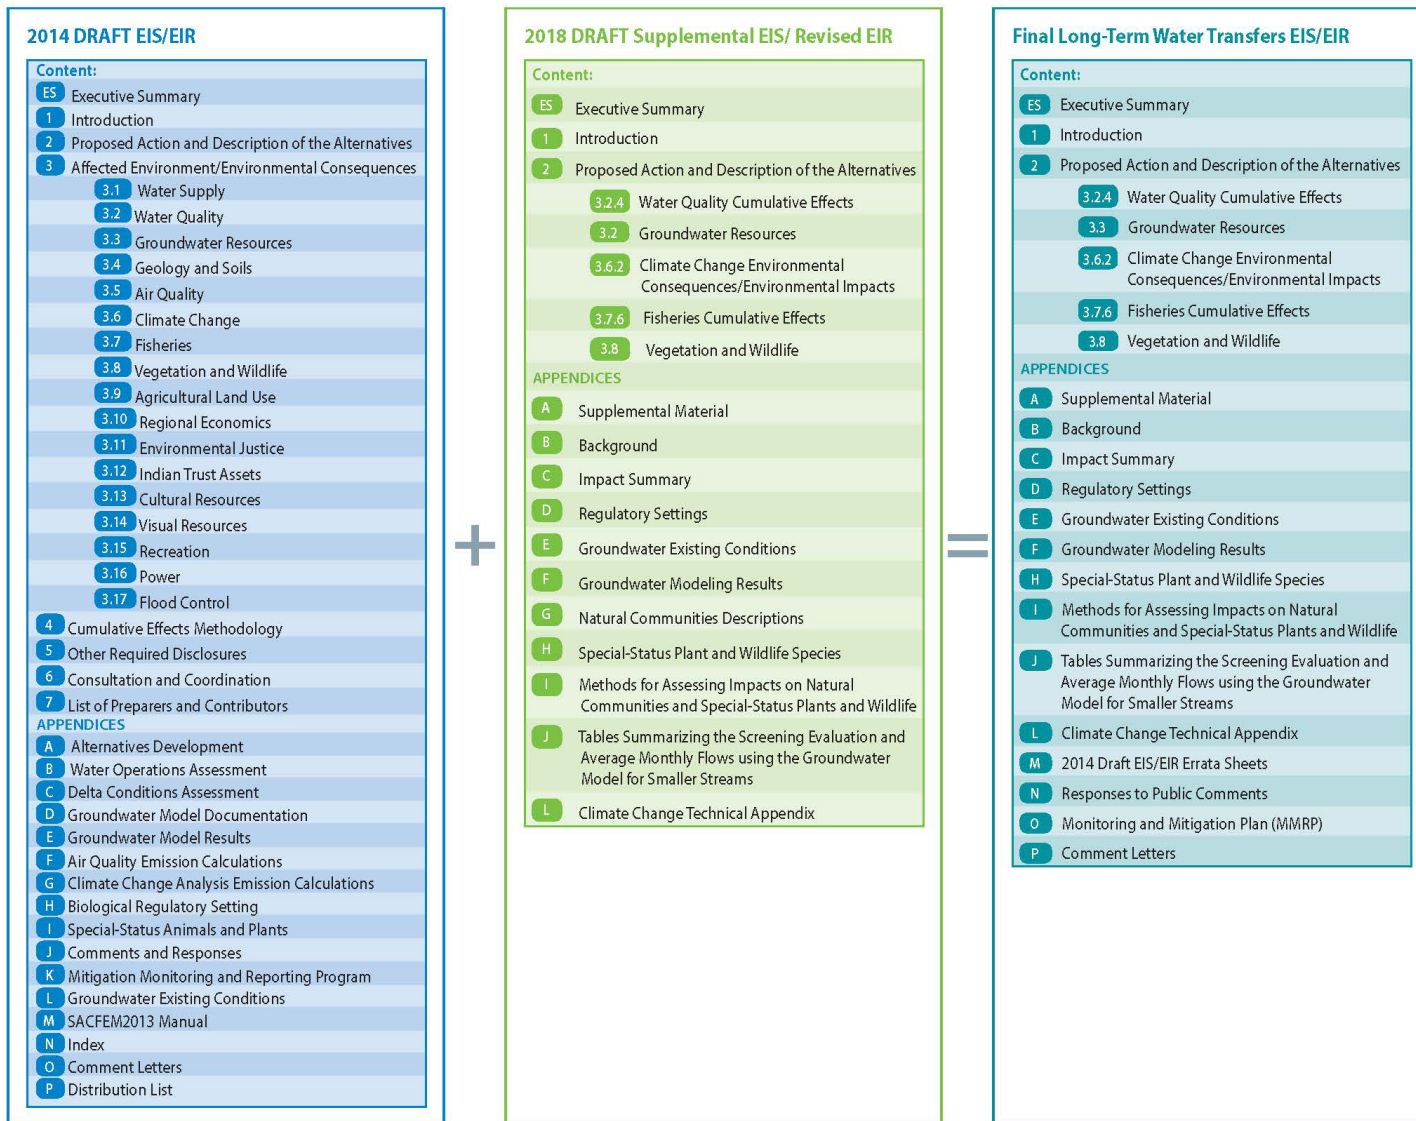 2014 DRAFT EIS/EIR
Content:
ES Executive Summary
1 Introduction
2 Proposed Action and Description of the Alternatives
3 Affected Environment/Environmental Consequences
3.1 Water Supply
3.2 Water Quality
3.3 Groundwater Resources
3.4 Geology and Soils
3.5 Air Quality
3.6 Climate Change
3.7 Fisheries
3.8 Vegetation and Wildlife
3.9 Agricultural Land Use
3.10 Regional Economics
3.11 Environmental Justice
3.12 Indian Trust Assets
3.13 Cultural Resources
3.14 Visual Resources
3.15 Recreation
3.16 Power
3.17 Flood Control
4 Cumulative Effects Methodology
5 Other Required Disclosures
6 Consultation and Coordination
7 List of Preparers and Contributors
APPENDICES
A Alternatives Development
B Water Operations Assessment
C Delta Conditions Assessment
D Groundwater Model Documentation
E Groundwater Model Results
F Air Quality Emission Calculations
G Climate Change Analysis Emission Calculations
H Biological Regulatory Setting
I Special-Status Animals and Plants
J Comments and Responses
K Mitigation Monitoring and Reporting Program
L Groundwater Existing Conditions
M SACFEM2013 Manual
N Index
O Comment Letters
P Distribution List
+
2018 DRAFT Supplemental EIS/ Revised EIR
Content:
ES Executive Summary
1 Introduction
2 Proposed Action and Description of the Alternatives
3.2.4 Water Quality Cumulative Effects
3.2 Groundwater Resources
3.6.2 Climate Change Environmental
Consequences/Environmental Impacts
3.7.6 Fisheries Cumulative Effects
3.8 Vegetation and Wildlife
APPENDICES
A Supplemental Material
B Background
C Impact Summary
D Regulatory Settings
E Groundwater Existing Conditions
F Groundwater Modeling Results
G Natural Communities Descriptions
H Special-Status Plant and Wildlife Species
I Methods for Assessing Impacts on Natural
Communities and Special-Status Plants and Wildlife
J Tables Summarizing the Screening Evaluation and
Average Monthly Flows using the Groundwater
Model for Smaller Streams
L Climate Change Technical Appendix
=
Final Long-Term Water Transfers EIS/EIR
Content:
ES Executive Summary
1 Introduction
2 Proposed Action and Description of the Alternatives
3.2.4 Water Quality Cumulative Effects
3.3 Groundwater Resources
3.6.2 Climate Change Environmental
Consequences/Environmental Impacts
3.7.6 Fisheries Cumulative Effects
3.8 Vegetation and Wildlife
APPENDICES
A Supplemental Material
B Background
C Impact Summary
D Regulatory Settings
E Groundwater Existing Conditions
F Groundwater Modeling Results
H Special-Status Plant and Wildlife Species
I Methods for Assessing Impacts on Natural
Communities and Special-Status Plants and Wildlife
J Tables Summarizing the Screening Evaluation and
Average Monthly Flows using the Groundwater
Model for Smaller Streams
L Climate Change Technical Appendix
M 2014 Draft EIS/EIR Errata Sheets
N Responses to Public Comments
O Monitoring and Mitigation Plan (MMRP)
P Comment Letters